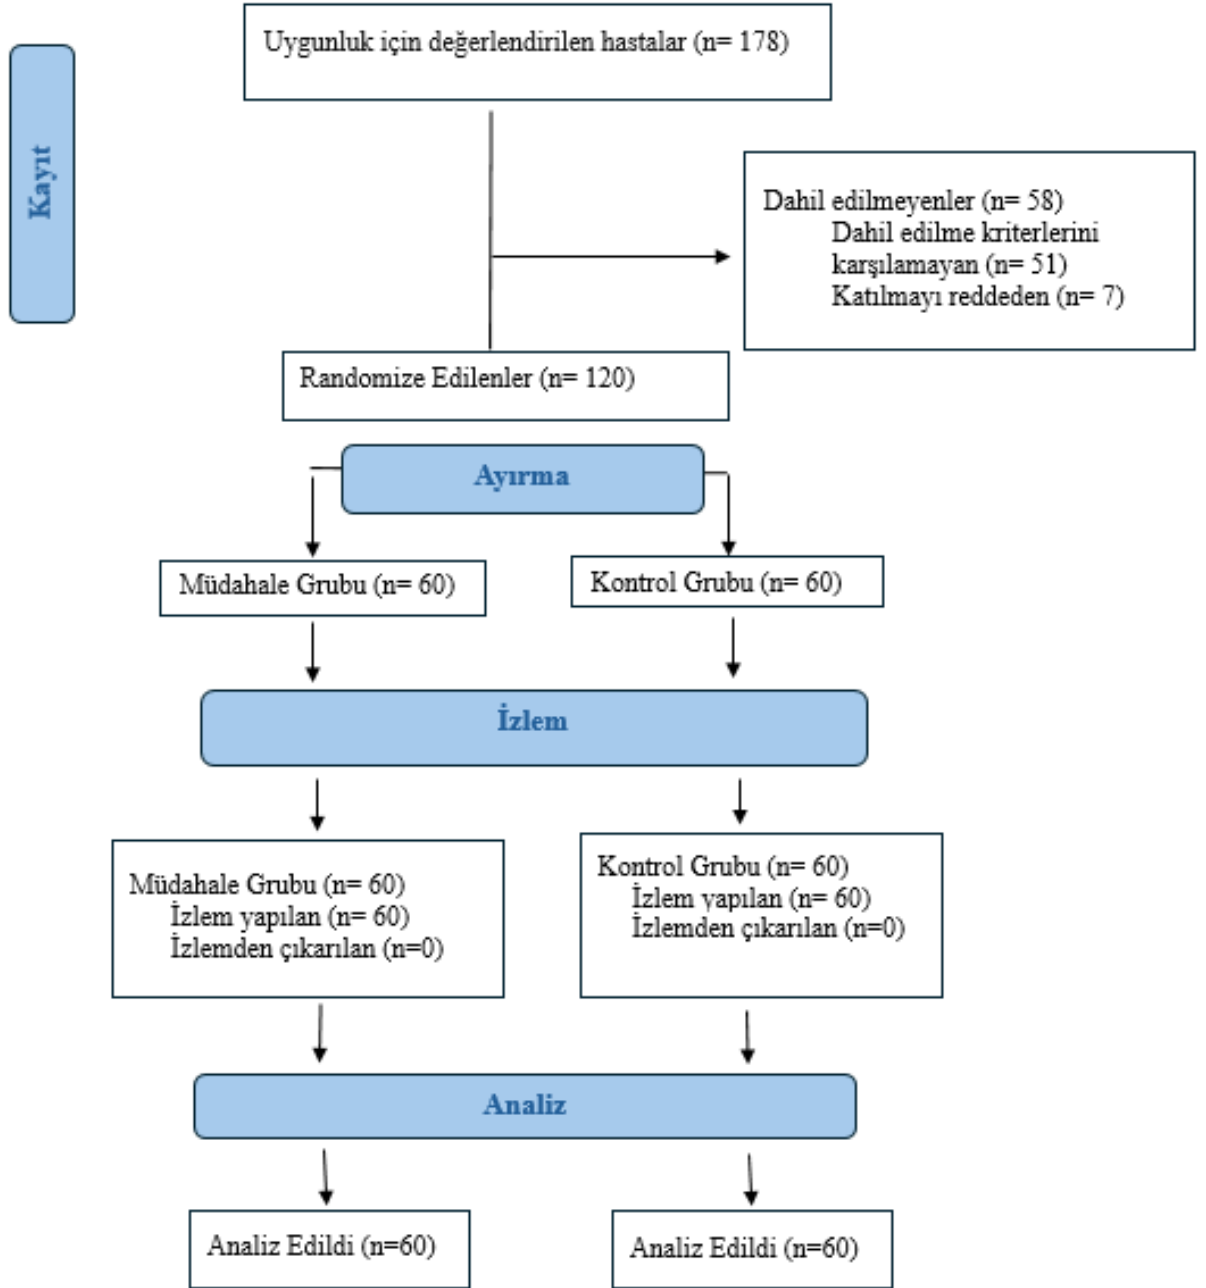 Uygunluk için değerlendirilen hastalar (n= 178)
Kayıt
Dahil edilmeyenler (n= 58)
Dahil edilme kriterlerini
karşılamayan (n= 51)
Katılmayı reddeden (n= 7)
Randomize Edilenler (n= 120)
Ayırma
Müdahale Grubu (n= 60)
Kontrol Grubu (n= 60)
İzlem
Müdahale Grubu (n= 60)
İzlem yapılan (n= 60)
İzlemden çıkarılan (n=0)
Kontrol Grubu (n= 60)
İzlem yapılan (n= 60)
İzlemden çıkarılan (n=0)
Analiz
Analiz Edildi (n=60)
Analiz Edildi (n=60)